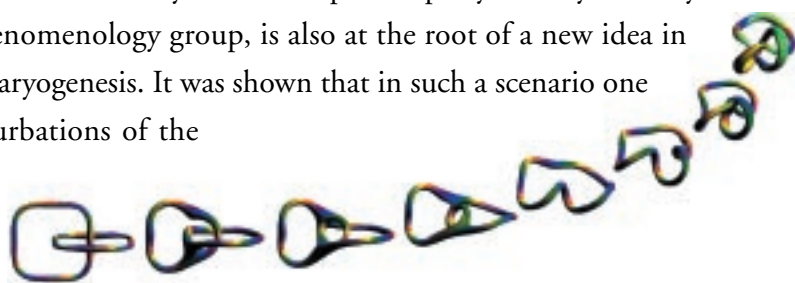 enomenology group, is also at the root of a new idea in
aryogenesis. It was shown that in such a scenario one
urbations of the